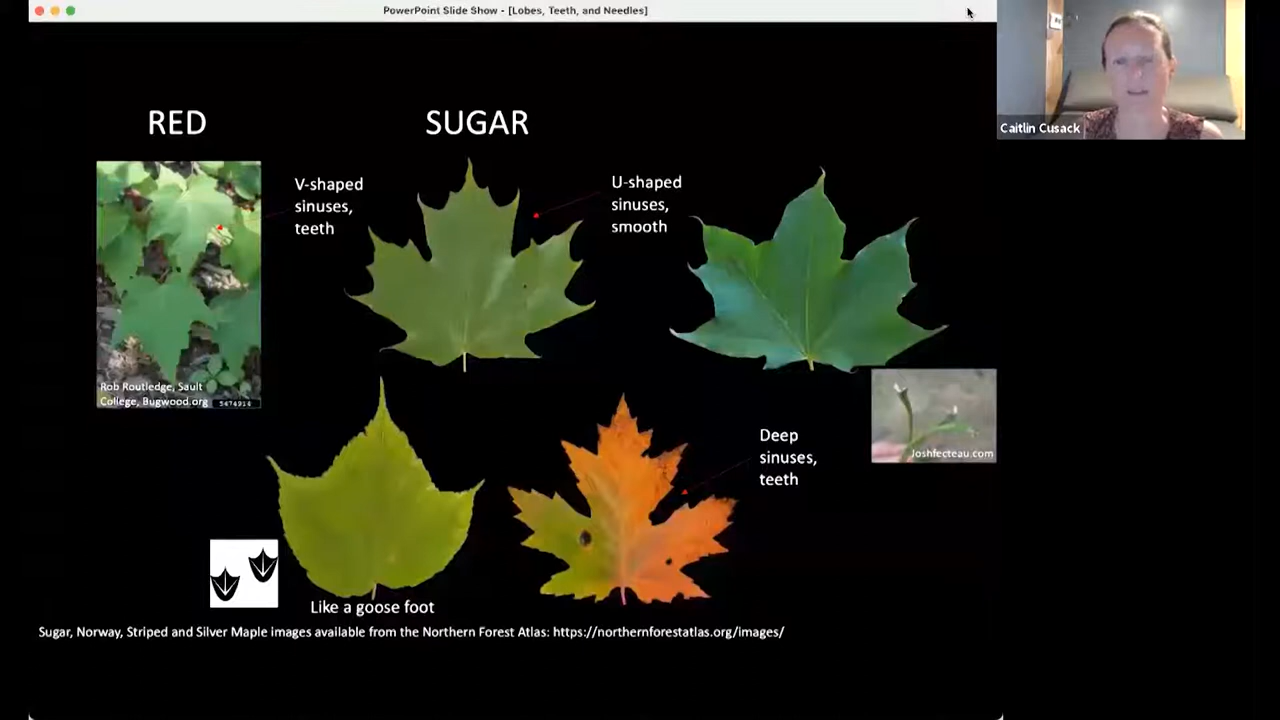 PowerPoint Slide Show - [Lobes, Teeth, and Needles]
Caitlin Cusack
RED
SUGAR
V-shaped
sinuses,
teeth
U-shaped
sinuses,
smooth
Rob Routledge, Sault
College, Bugwood.org
5474914
Joshfecteau.com
Deep
sinuses,
teeth
Like a goose foot
Sugar, Norway, Striped and Silver Maple images available from the Northern Forest Atlas: https://northernforestatlas.org/images/